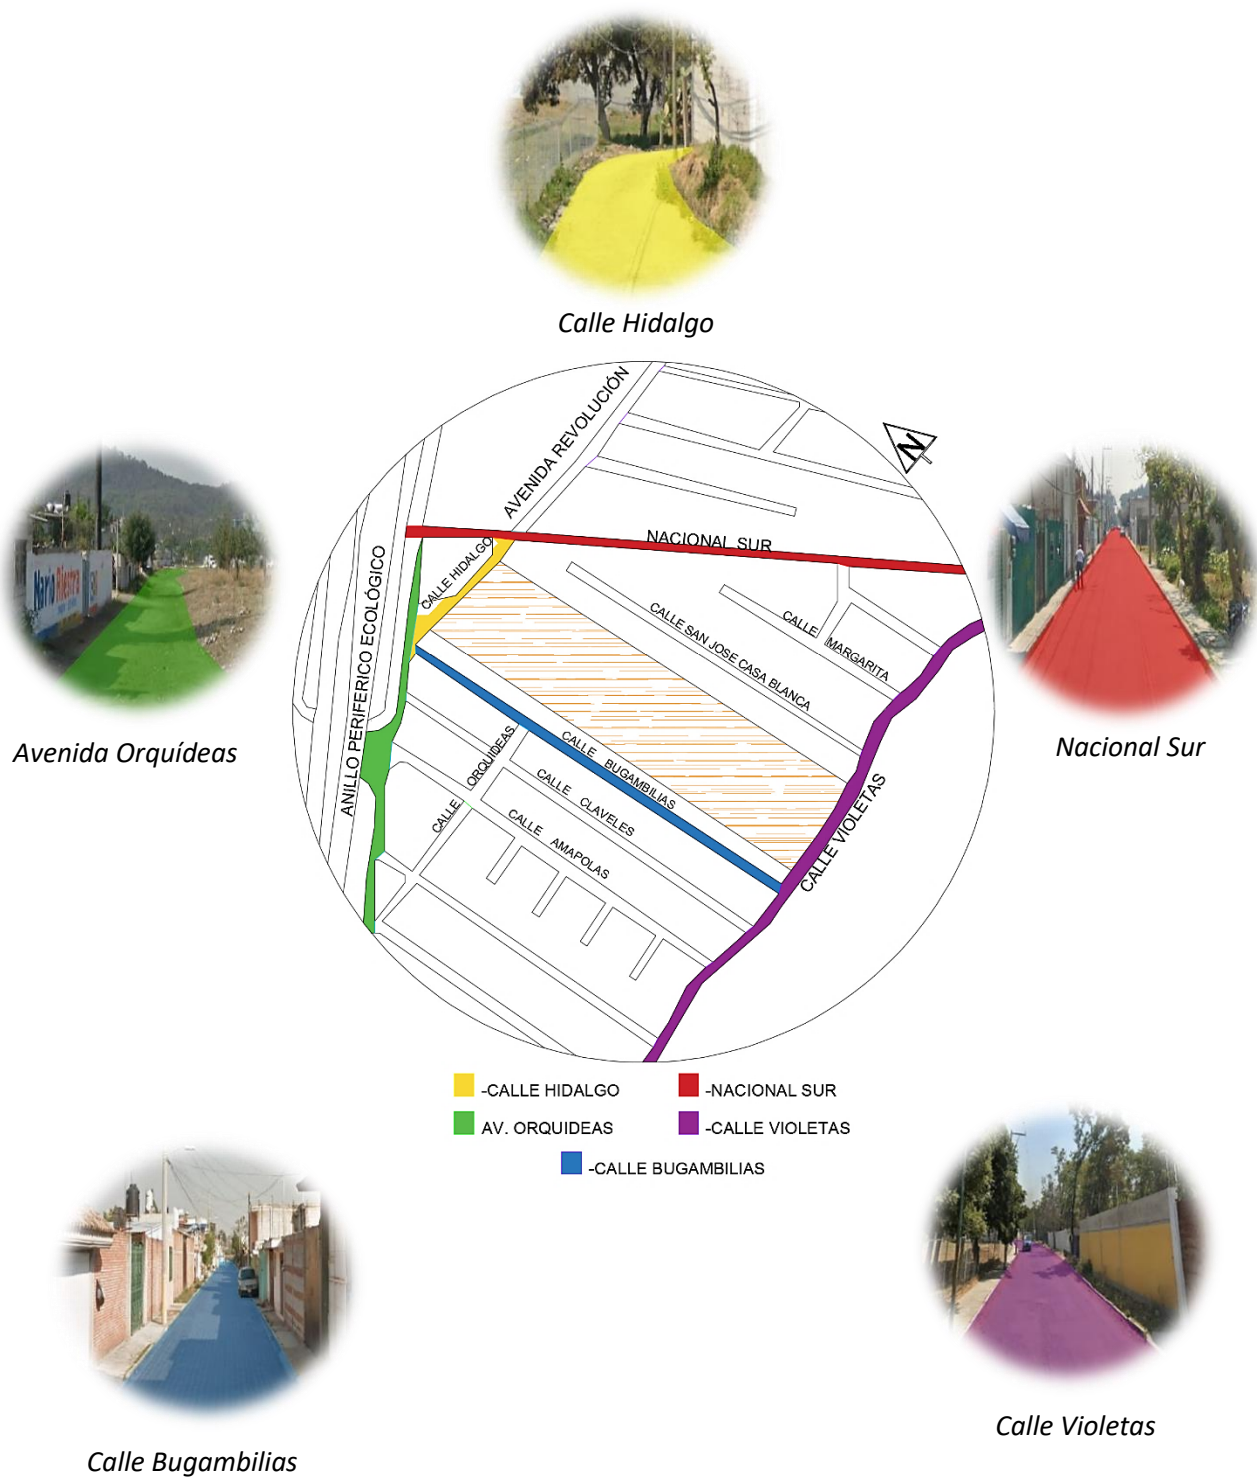 Calle Hidalgo
AVENIDA REVOLUCIÓN
N
NACIONAL SUR
CALLE HIDALGO
ANILLO PERIFERICO ECOLÓGICO
CALLE SAN JOSE CASA BLANCA
CALLE MARGARITA
Nario Riestra
Avenida Orquídeas
Nacional Sur
CALLE ORQUIDEAS
CALLE BUGAMBILIAS
CALLE CLAVELES
CALLE AMAPOLAS
CALLE VIOLETAS
-CALLE HIDALGO
-NACIONAL SUR
AV. ORQUIDEAS
-CALLE VIOLETAS
-CALLE BUGAMBILIAS
Calle Violetas
Calle Bugambilias